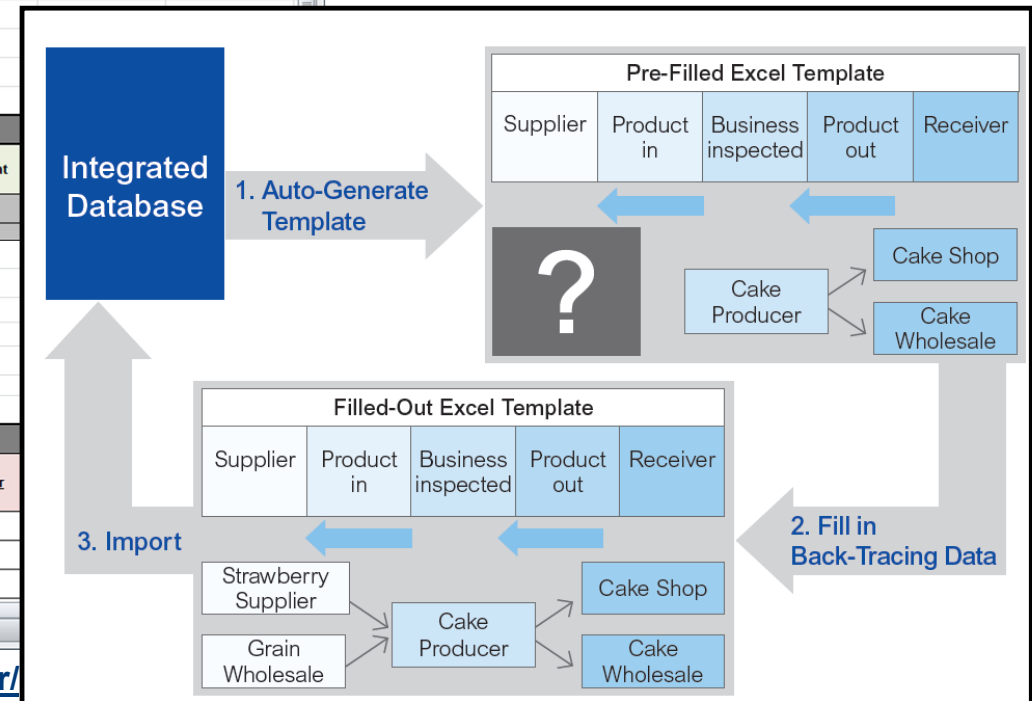 Integrated
Database
1. Auto-Generate
Template
Pre-Filled Excel Template
Supplier
Product
in
Business
inspected
Product
out
Receiver
?
Cake
Producer
Cake Shop
Cake
Wholesale
2. Fill in
Back-Tracing Data
Filled-Out Excel Template
Supplier
Product
in
Business
inspected
Product
out
Receiver
Strawberry
Supplier
Grain
Wholesale
Cake
Producer
Cake Shop
Cake
Wholesale
3. Import
r/